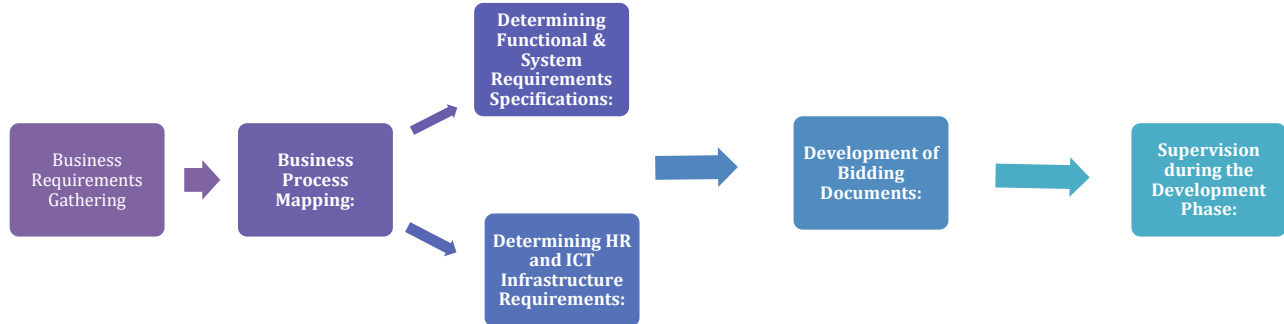 Business
Requirements
Gathering
Business
Process
Mapping:
Determining
Functional &
System
Requirements
Specifications:
Determining HR
and ICT
Infrastructure
Requirements:
Development of
Bidding
Documents:
Supervision
during the
Development
Phase: